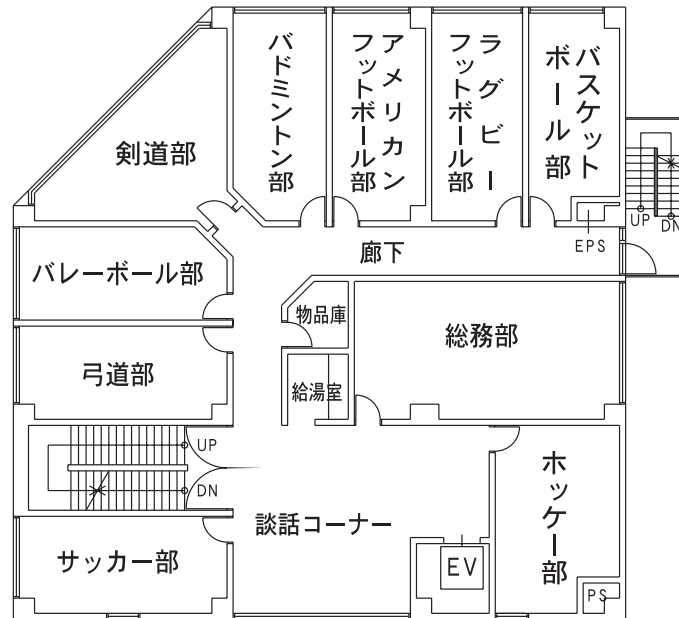 剣道部
バドミントン部
アメリカン
フットボール部
ラグビー
フットボール部
バスケット
ボール部
UP
DN
EPS
廊下
バレーボール部
物品庫
総務部
弓道部
給湯室
UP
DN
談話コーナー
ホッケー部
サッカー部
EV
PS